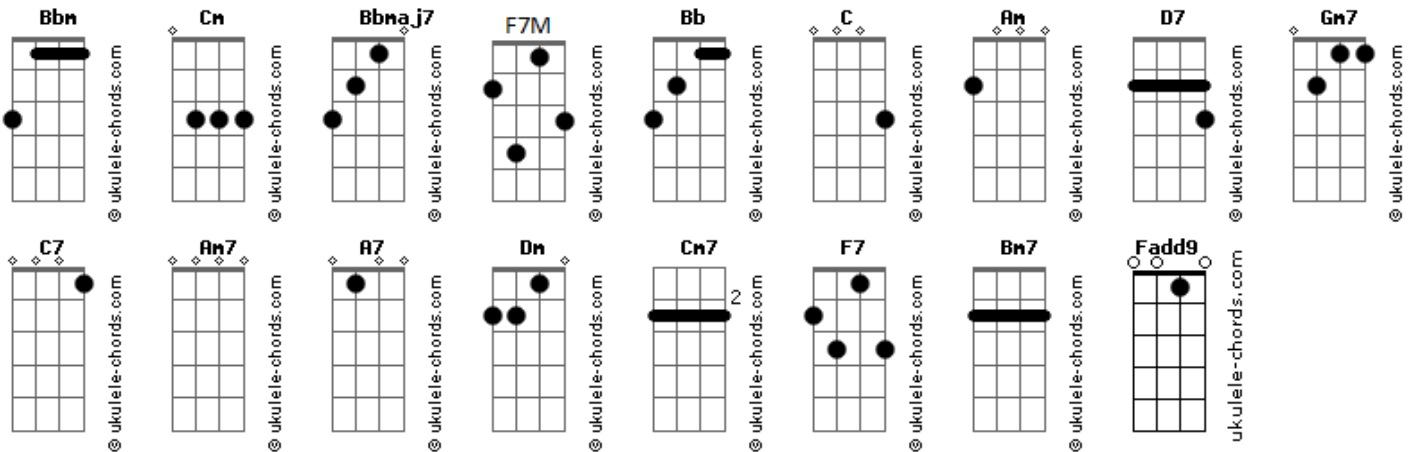 Bbm Cm Bbmaj7 F7M Bb C Am D7 Gm7
© ukulele-chords.com © ukulele-chords.com © ukulele-chords.com © ukulele-chords.com © ukulele-chords.com © ukulele-chords.com © ukulele-chords.com © ukulele-chords.com © ukulele-chords.com
C7 Am7 A7 Dm Cm7 F7 Bm7 Fadd9
2
© ukulele-chords.com © ukulele-chords.com © ukulele-chords.com © ukulele-chords.com © ukulele-chords.com © ukulele-chords.com © ukulele-chords.com ukulele-chords.com